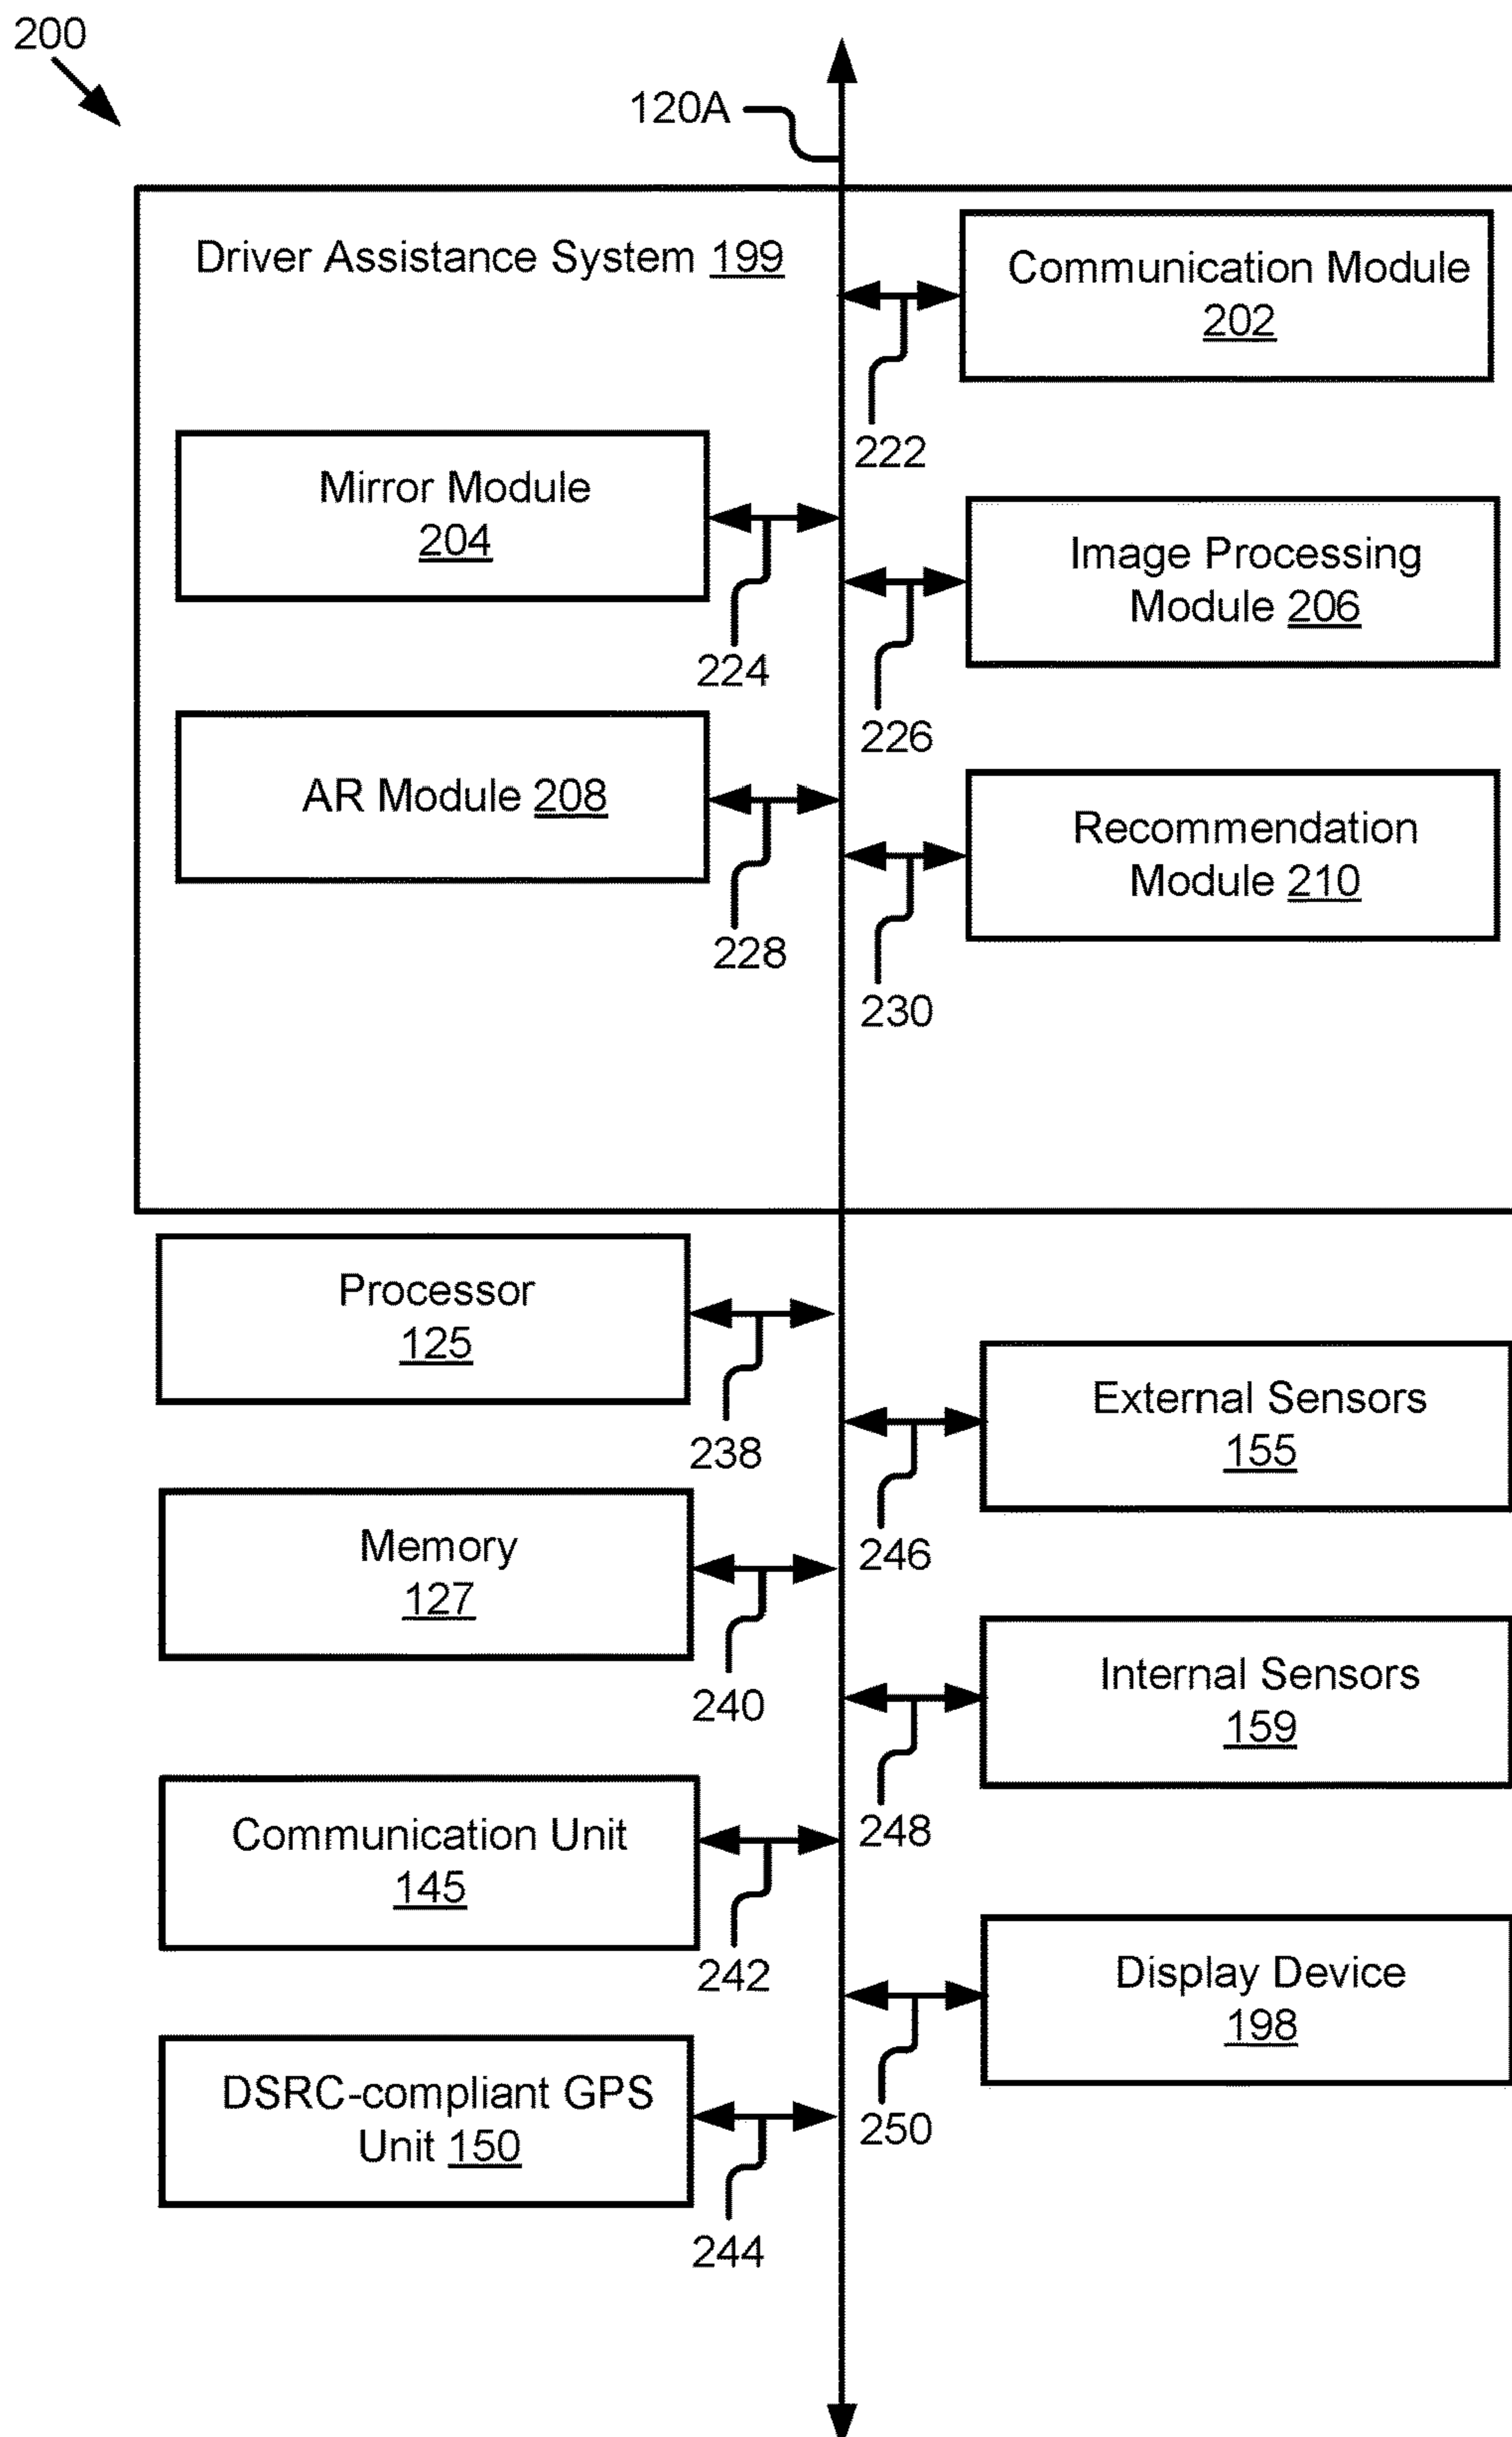 200
120A
Driver Assistance System 199
Communication Module
202
222
Mirror Module
204
224
Image Processing
Module 206
226
AR Module 208
228
Recommendation
Module 210
230
Processor
125
238
External Sensors
155
246
Memory
127
240
Internal Sensors
159
248
Communication Unit
145
242
Display Device
198
250
DSRC-compliant GPS
Unit 150
244